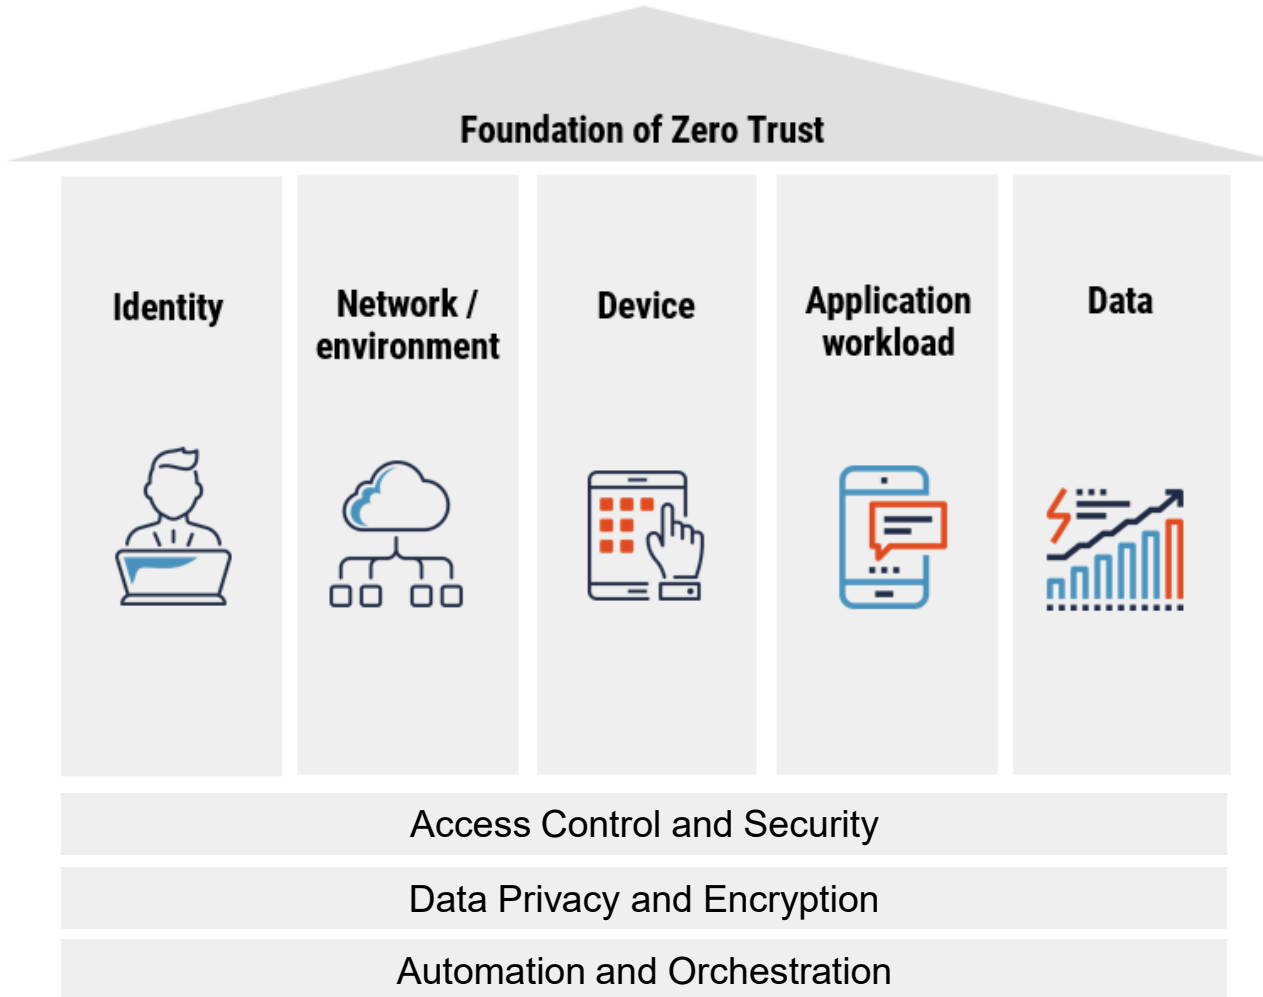 Foundation of Zero Trust
Identity
Network /
environment
Device
Application
workload
Data
Access Control and Security
Data Privacy and Encryption
Automation and Orchestration